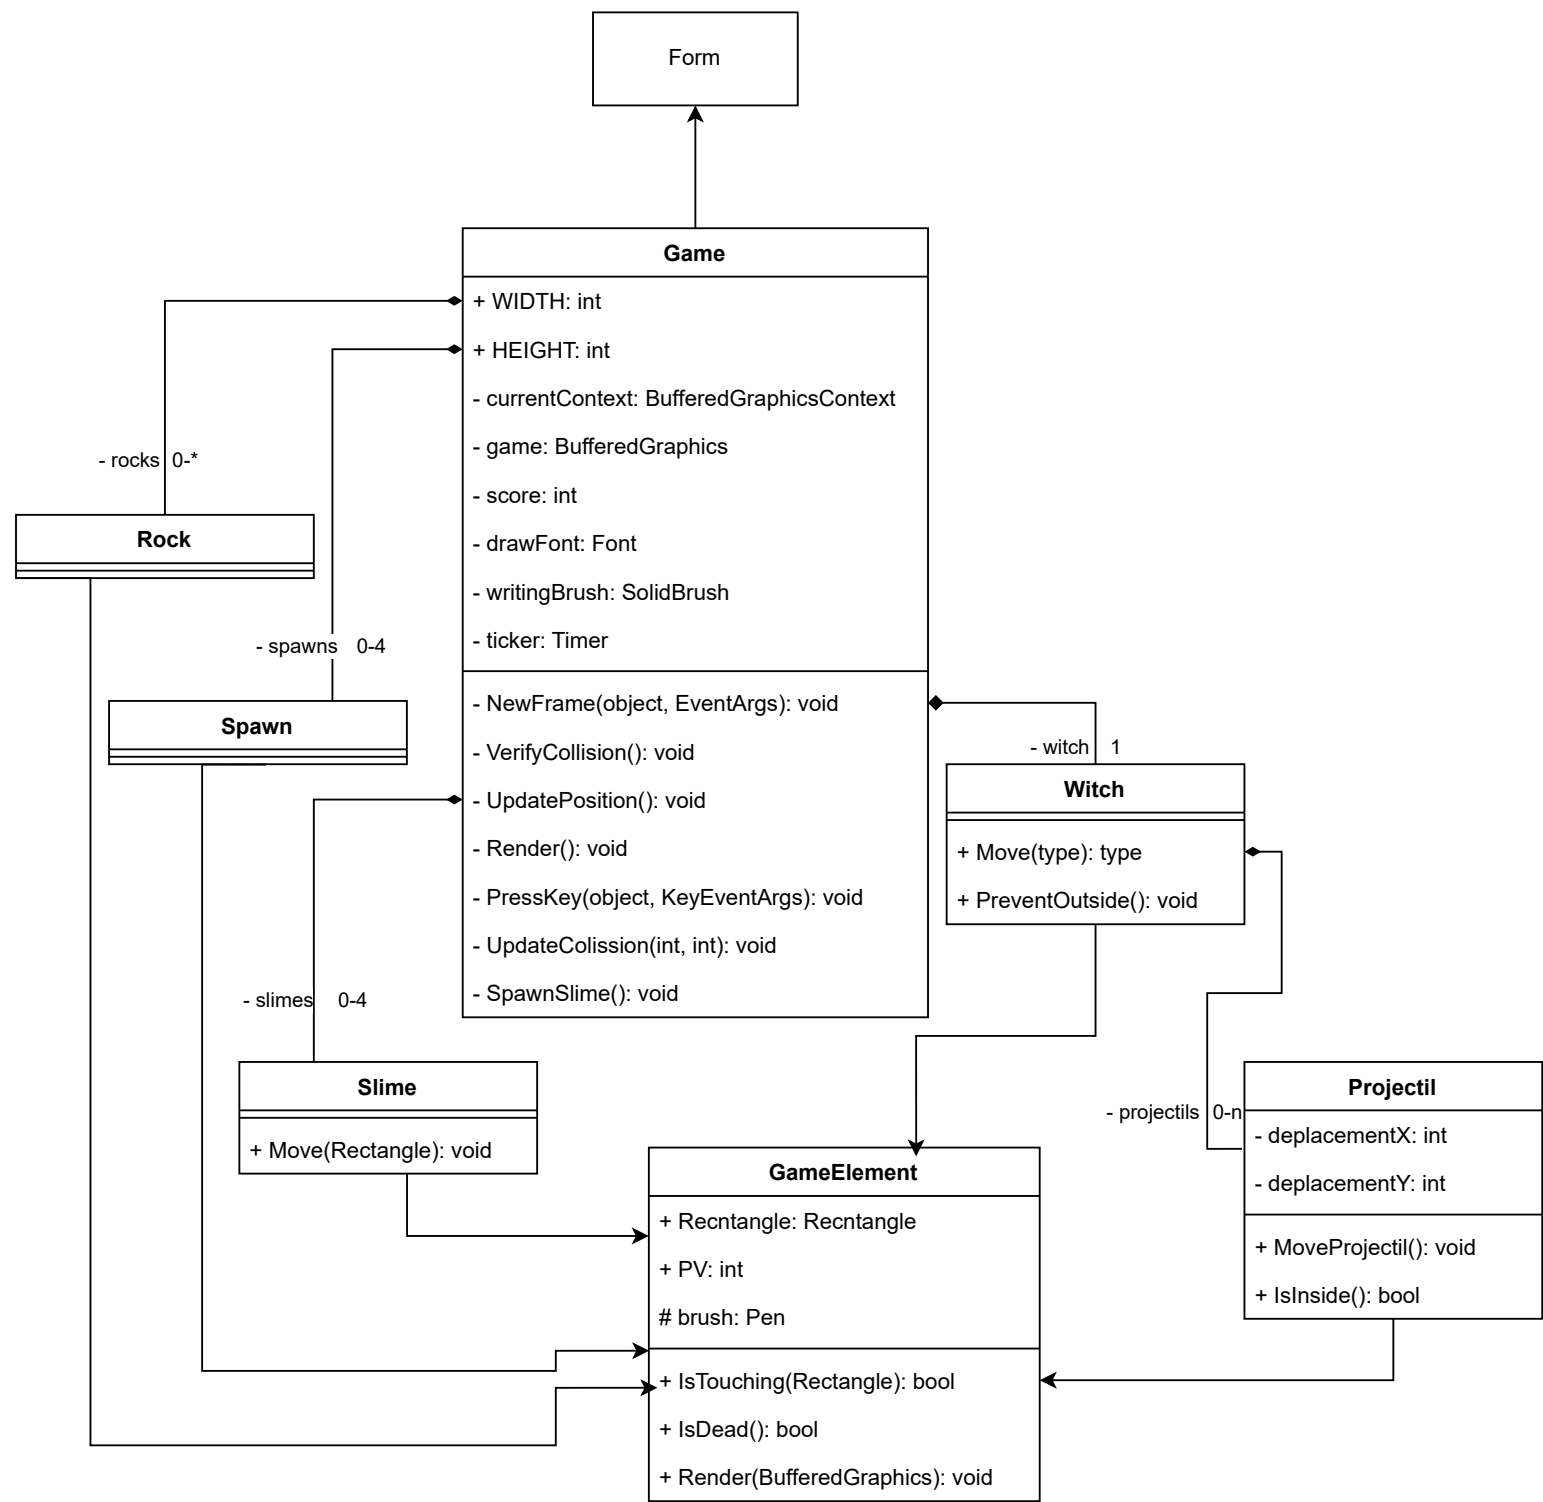 Form
Game
+ WIDTH: int
+ HEIGHT: int
- currentContext: BufferedGraphicsContext
- game: BufferedGraphics
- score: int
- drawFont: Font
- writingBrush: SolidBrush
- ticker: Timer
- NewFrame(object, EventArgs): void
- VerifyCollision(): void
- UpdatePosition(): void
- Render(): void
- PressKey(object, KeyEventArgs): void
- UpdateColission(int, int): void
- SpawnSlime(): void
- rocks 0-*
Rock
- spawns 0-4
Spawn
- slimes 0-4
Slime
+ Move(Rectangle): void
- witch 1
Witch
+ Move(type): type
+ PreventOutside(): void
- projectils 0-n
Projectil
- deplacementX: int
- deplacementY: int
+ MoveProjectil(): void
+ IsInside(): bool
GameElement
+ Recntangle: Recntangle
+ PV: int
# brush: Pen
+ IsTouching(Rectangle): bool
+ IsDead(): bool
+ Render(BufferedGraphics): void